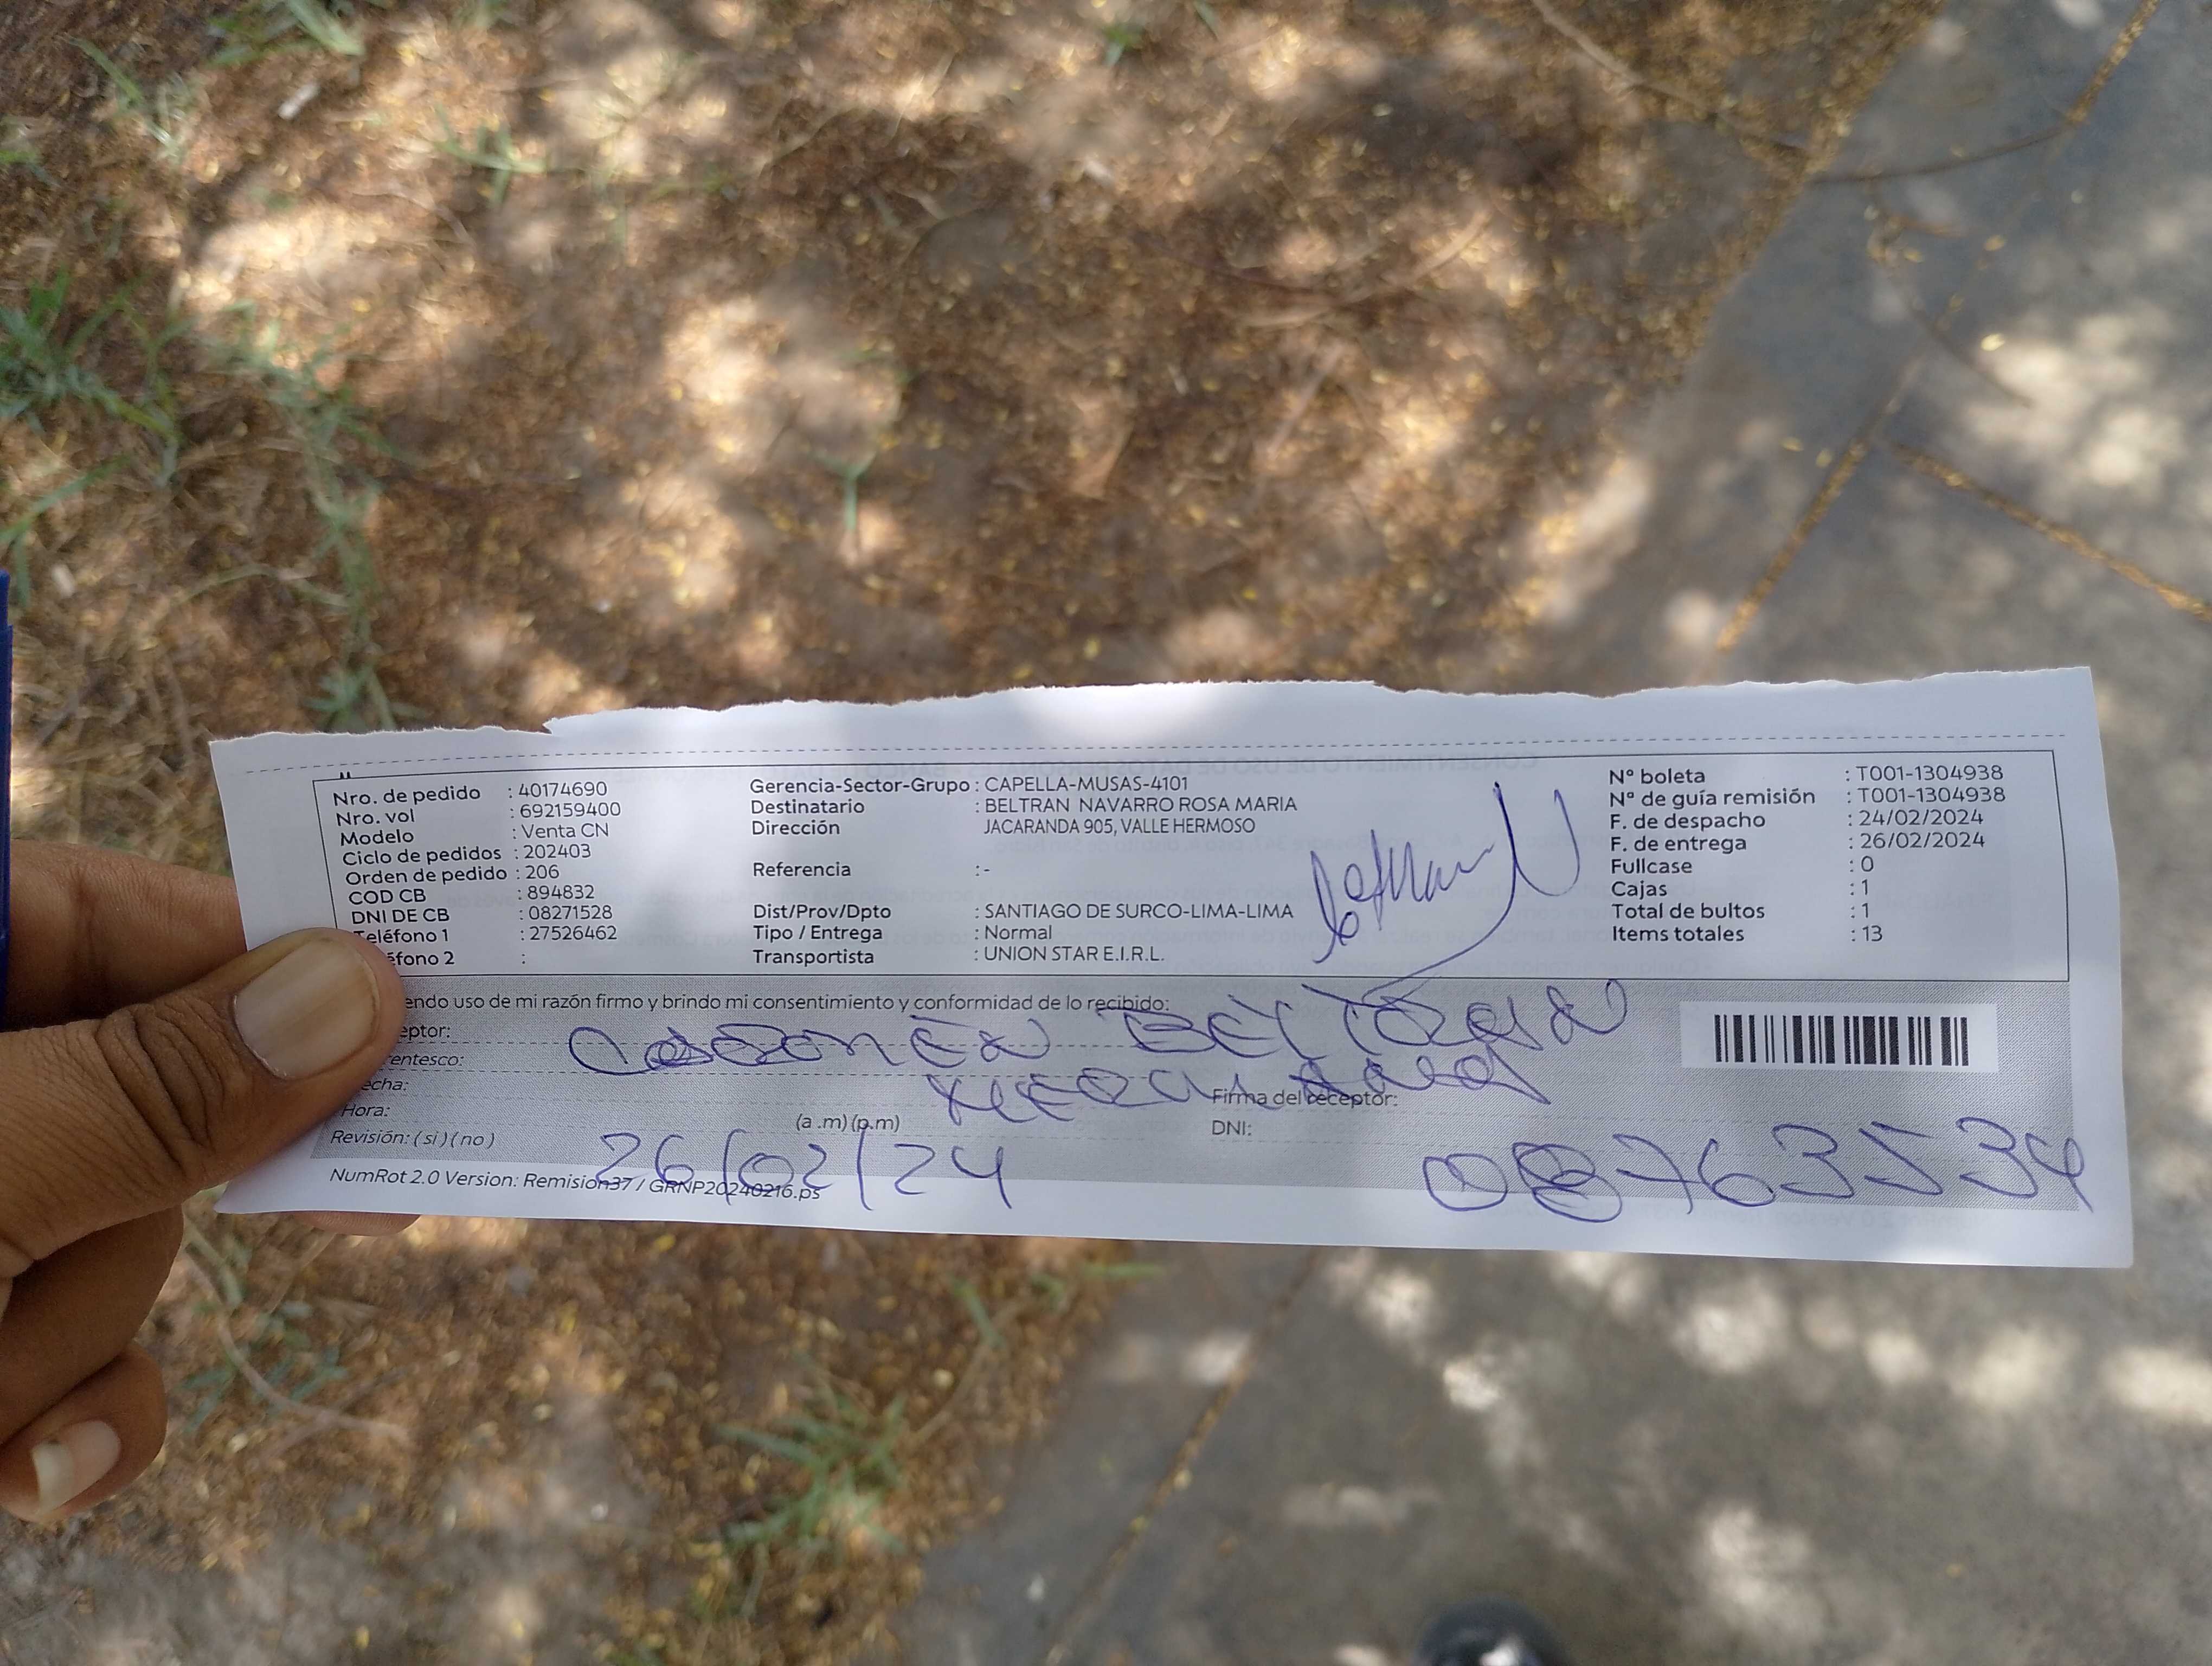 Nro. de pedido : 40174690
Nro. vol : 692159400
Modelo : Venta CN
Ciclo de pedidos : 202403
Orden de pedido : 206
COD CB : 894832
DNI DE CB : 08271528
Teléfono 1 : 27526462
éfono 2 :
Gerencia-Sector-Grupo : CAPELLA-MUSAS-4101
Destinatario : BELTRAN NAVARRO ROSA MARIA
Dirección JACARANDA 905, VALLE HERMOSO
Referencia : -
Dist/Prov/Dpto : SANTIAGO DE SURCO-LIMA-LIMA
Tipo / Entrega : Normal
Transportista : UNION STAR E.I.R.L.
N° boleta : T001-1304938
N° de guía remisión : T001-1304938
F. de despacho : 24/02/2024
F. de entrega : 26/02/2024
Fullcase : 0
Cajas : 1
Total de bultos : 1
Items totales : 13
endo uso de mi razón firmo y brindo mi consentimiento y conformidad de lo recibido:
eptor:
entesco:
echa:
Hora: (a .m) (p.m)
Firma del receptor:
Revisión: ( si ) ( no )
DNI: 08763534
26/02/24
NumRot 2.0 Version: Remision37 / GRNP20240216.ps